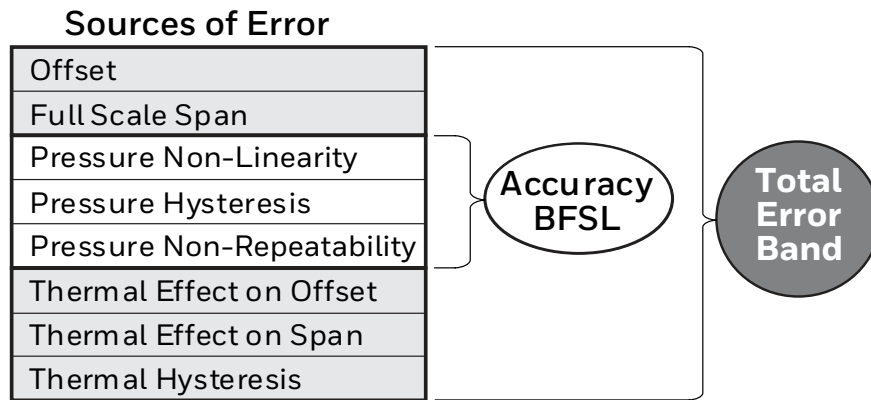 Sources of Error
Offset
Full Scale Span
Pressure Non-Linearity
Pressure Hysteresis
Pressure Non-Repeatability
Thermal Effect on Offset
Thermal Effect on Span
Thermal Hysteresis
Accuracy
BFSL
Total
Error
Band